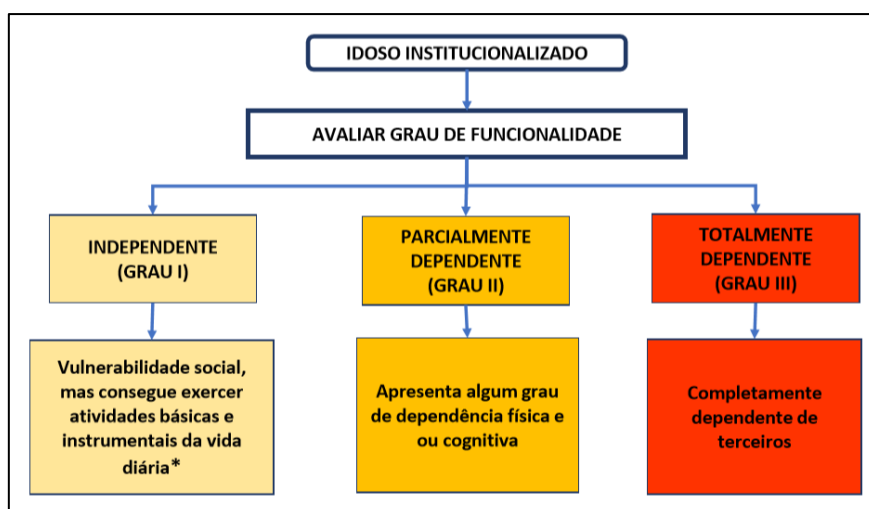 IDOSO INSTITUCIONALIZADO
AVALIAR GRAU DE FUNCIONALIDADE
INDEPENDENTE
(GRAU I)
PARCIALMENTE
DEPENDENTE
(GRAU II)
TOTALMENTE
DEPENDENTE
(GRAU III)
Vulnerabilidade social,
mas consegue exercer
atividades básicas e
instrumentais da vida
diária*
Apresenta algum grau
de dependência física e
ou cognitiva
Completamente
dependente de
terceiros